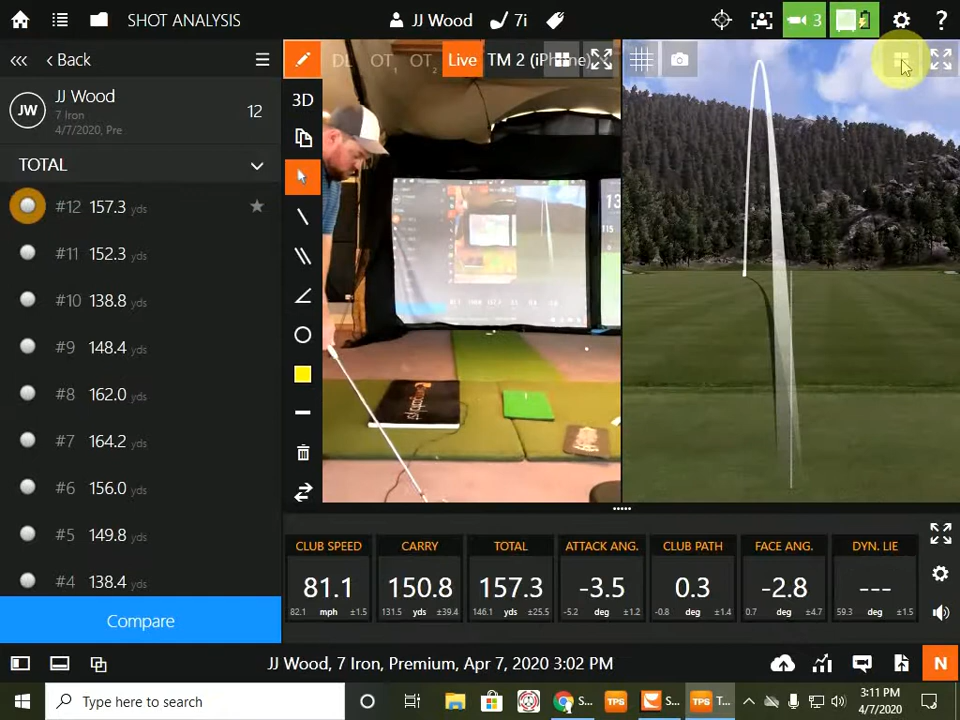 SHOT ANALYSIS
JJ Wood
7i
3
?
Back
JW
JJ Wood
7 Iron
4/7/2020, Pre
12
TOTAL
#12 157.3 yds
#11 152.3 yds
#10 138.8 yds
#9 148.4 yds
#8 162.0 yds
#7 164.2 yds
#6 156.0 yds
#5 149.8 yds
#4 138.4 yds
Compare
DL
OT1
OT2
Live
TM 2 (iPhone)
3D
CLUB SPEED
81.1
82.1 mph ±1.5
CARRY
150.8
131.5 yds ±39.4
TOTAL
157.3
146.1 yds ±25.5
ATTACK ANG.
-3.5
-5.2 deg ±1.2
CLUB PATH
0.3
-0.8 deg ±1.4
FACE ANG.
-2.8
0.7 deg ±4.7
DYN. LIE
---
59.3 deg ±1.5
JJ Wood, 7 Iron, Premium, Apr 7, 2020 3:02 PM
N
Type here to search
S...
TPS
S...
TPS
T...
3:11 PM
4/7/2020